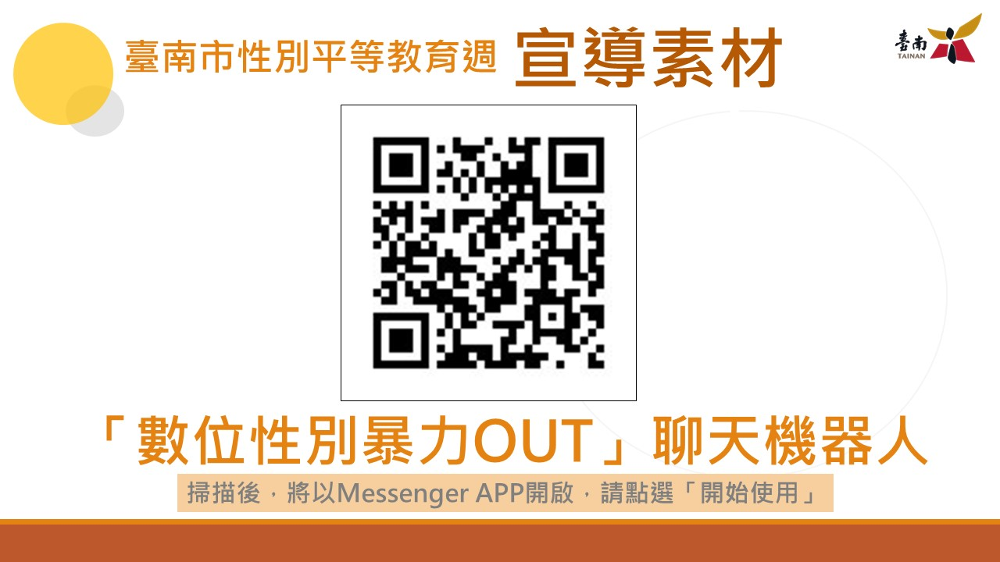 臺南市性別平等教育週 宣導素材
臺南
TAINAN
「數位性別暴力OUT」聊天機器人
掃描後，將以Messenger APP開啟，請點選「開始使用」